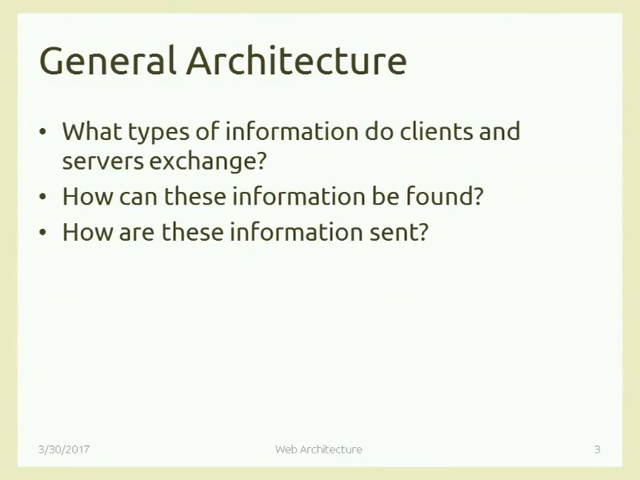 General Architecture
• What types of information do clients and
servers exchange?
• How can these information be found?
• How are these information sent?
3/30/2017
Web Architecture
3